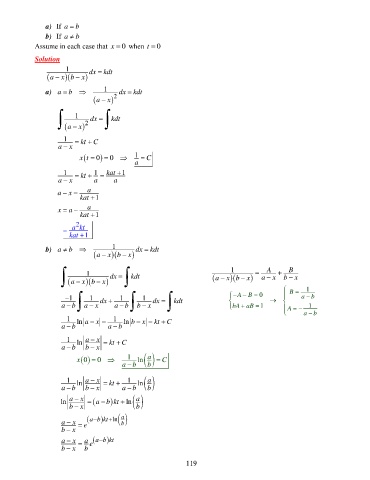 a) If a = b
b) If a ≠ b
Assume in each case that x = 0 when t = 0
Solution
1/((a − x)(b − x)) dx = kdt
a) a = b ⇒ 1/(a − x)² dx = kdt
∫ 1/(a − x)² dx = ∫ kdt
1/(a − x) = kt + C
x(t = 0) = 0 ⇒ 1/a = C
1/(a − x) = kt + 1/a = (kat + 1)/a
a − x = a/(kat + 1)
x = a − a/(kat + 1)
= a²kt/(kat + 1)
b) a ≠ b ⇒ 1/((a − x)(b − x)) dx = kdt
∫ 1/((a − x)(b − x)) dx = ∫ kdt
1/((a − x)(b − x)) = A/(a − x) + B/(b − x)
{ −A − B = 0
bA + aB = 1 → { B = 1/(a − b)
A = − 1/(a − b)
−1/(a − b) ∫ 1/(a − x) dx + 1/(a − b) ∫ 1/(b − x) dx = ∫ kdt
1/(a − b) ln|a − x| − 1/(a − b) ln|b − x| = kt + C
1/(a − b) ln|(a − x)/(b − x)| = kt + C
x(0) = 0 ⇒ 1/(a − b) ln(a/b) = C
1/(a − b) ln|(a − x)/(b − x)| = kt + 1/(a − b) ln(a/b)
ln|(a − x)/(b − x)| = (a − b)kt + ln(a/b)
(a − x)/(b − x) = e^((a − b)kt + ln(a/b))
(a − x)/(b − x) = a/b e^((a − b)kt)
119